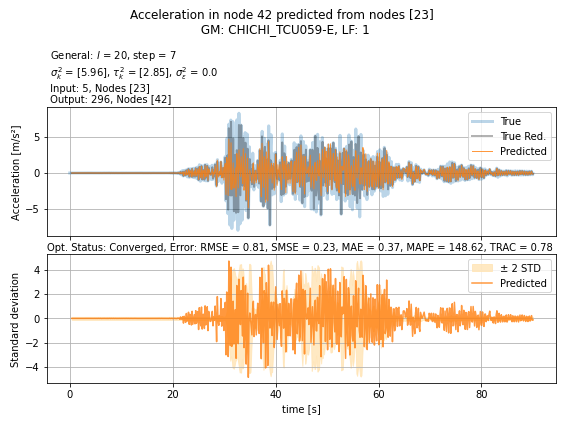 Acceleration in node 42 predicted from nodes [23]
GM: CHICHI_TCU059-E, LF: 1
General: l = 20, step = 7
σ²ₖ = [5.96], τ²ₖ = [2.85], σ²ε = 0.0
Input: 5, Nodes [23]
Output: 296, Nodes [42]
Acceleration [m/s²]
5
0
−5
True
True Red.
Predicted
Opt. Status: Converged, Error: RMSE = 0.81, SMSE = 0.23, MAE = 0.37, MAPE = 148.62, TRAC = 0.78
Standard deviation
4
2
0
−2
−4
± 2 STD
Predicted
0 20 40 60 80
time [s]